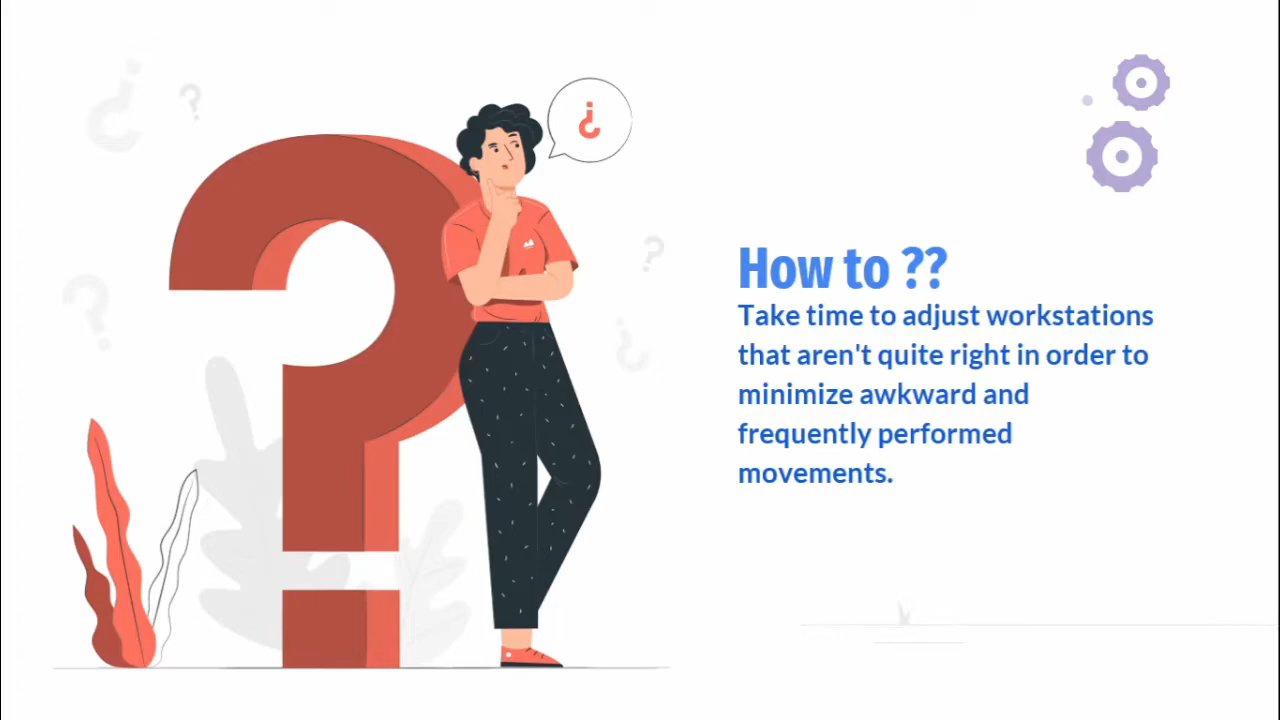 ¿
How to ??
Take time to adjust workstations
that aren't quite right in order to
minimize awkward and
frequently performed
movements.